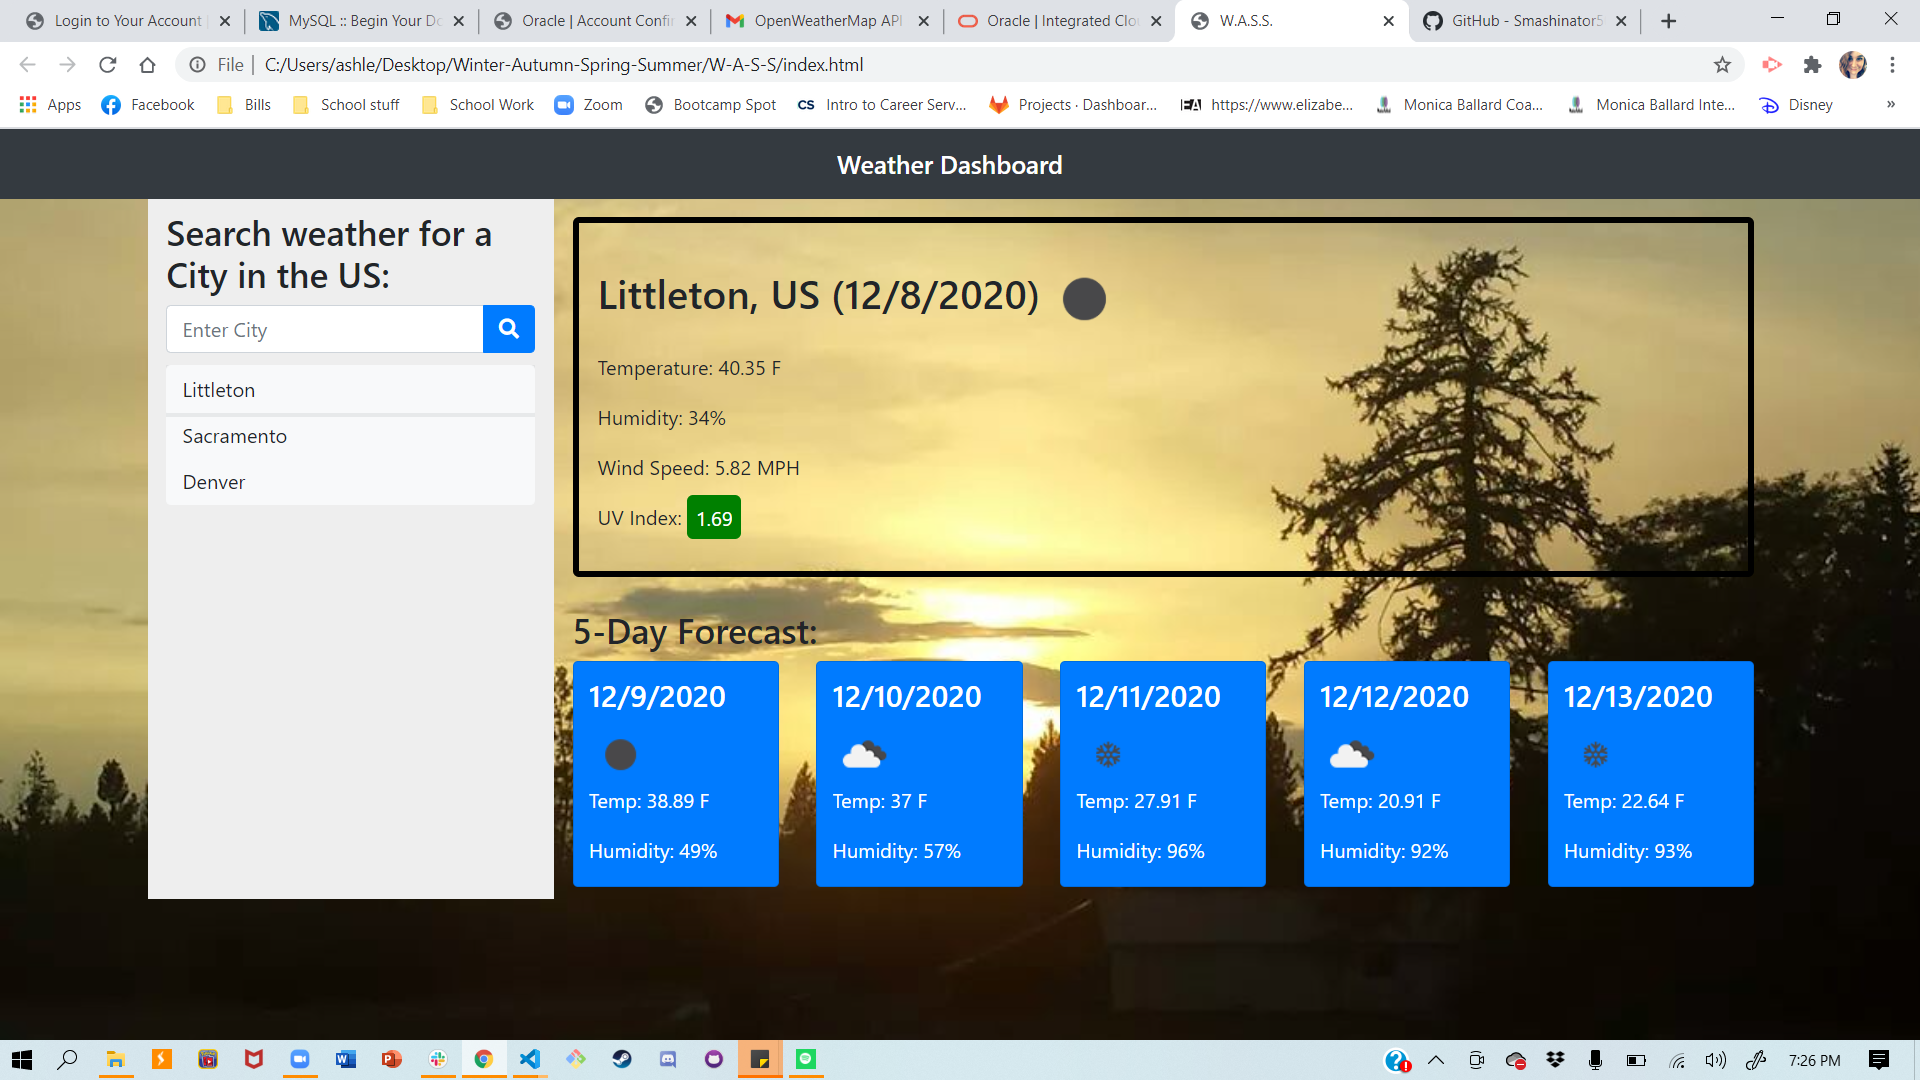 Login to Your Account
MySQL :: Begin Your Do
Oracle | Account Confir
OpenWeatherMap API
Oracle | Integrated Clou
W.A.S.S.
GitHub - Smashinator5
File | C:/Users/ashle/Desktop/Winter-Autumn-Spring-Summer/W-A-S-S/index.html
Apps
Facebook
Bills
School stuff
School Work
Zoom
Bootcamp Spot
CS Intro to Career Serv...
Projects · Dashboar...
EA https://www.elizabe...
Monica Ballard Coa...
Monica Ballard Inte...
Disney
»
Weather Dashboard
Search weather for a
City in the US:
Enter City
Littleton
Sacramento
Denver
Littleton, US (12/8/2020)
Temperature: 40.35 F
Humidity: 34%
Wind Speed: 5.82 MPH
UV Index: 1.69
5-Day Forecast:
12/9/2020
Temp: 38.89 F
Humidity: 49%
12/10/2020
Temp: 37 F
Humidity: 57%
12/11/2020
Temp: 27.91 F
Humidity: 96%
12/12/2020
Temp: 20.91 F
Humidity: 92%
12/13/2020
Temp: 22.64 F
Humidity: 93%
7:26 PM